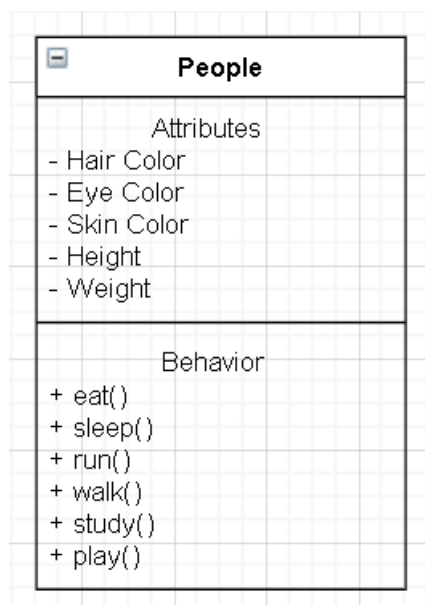 People
Attributes
- Hair Color
- Eye Color
- Skin Color
- Height
- Weight
Behavior
+ eat()
+ sleep()
+ run()
+ walk()
+ study()
+ play()